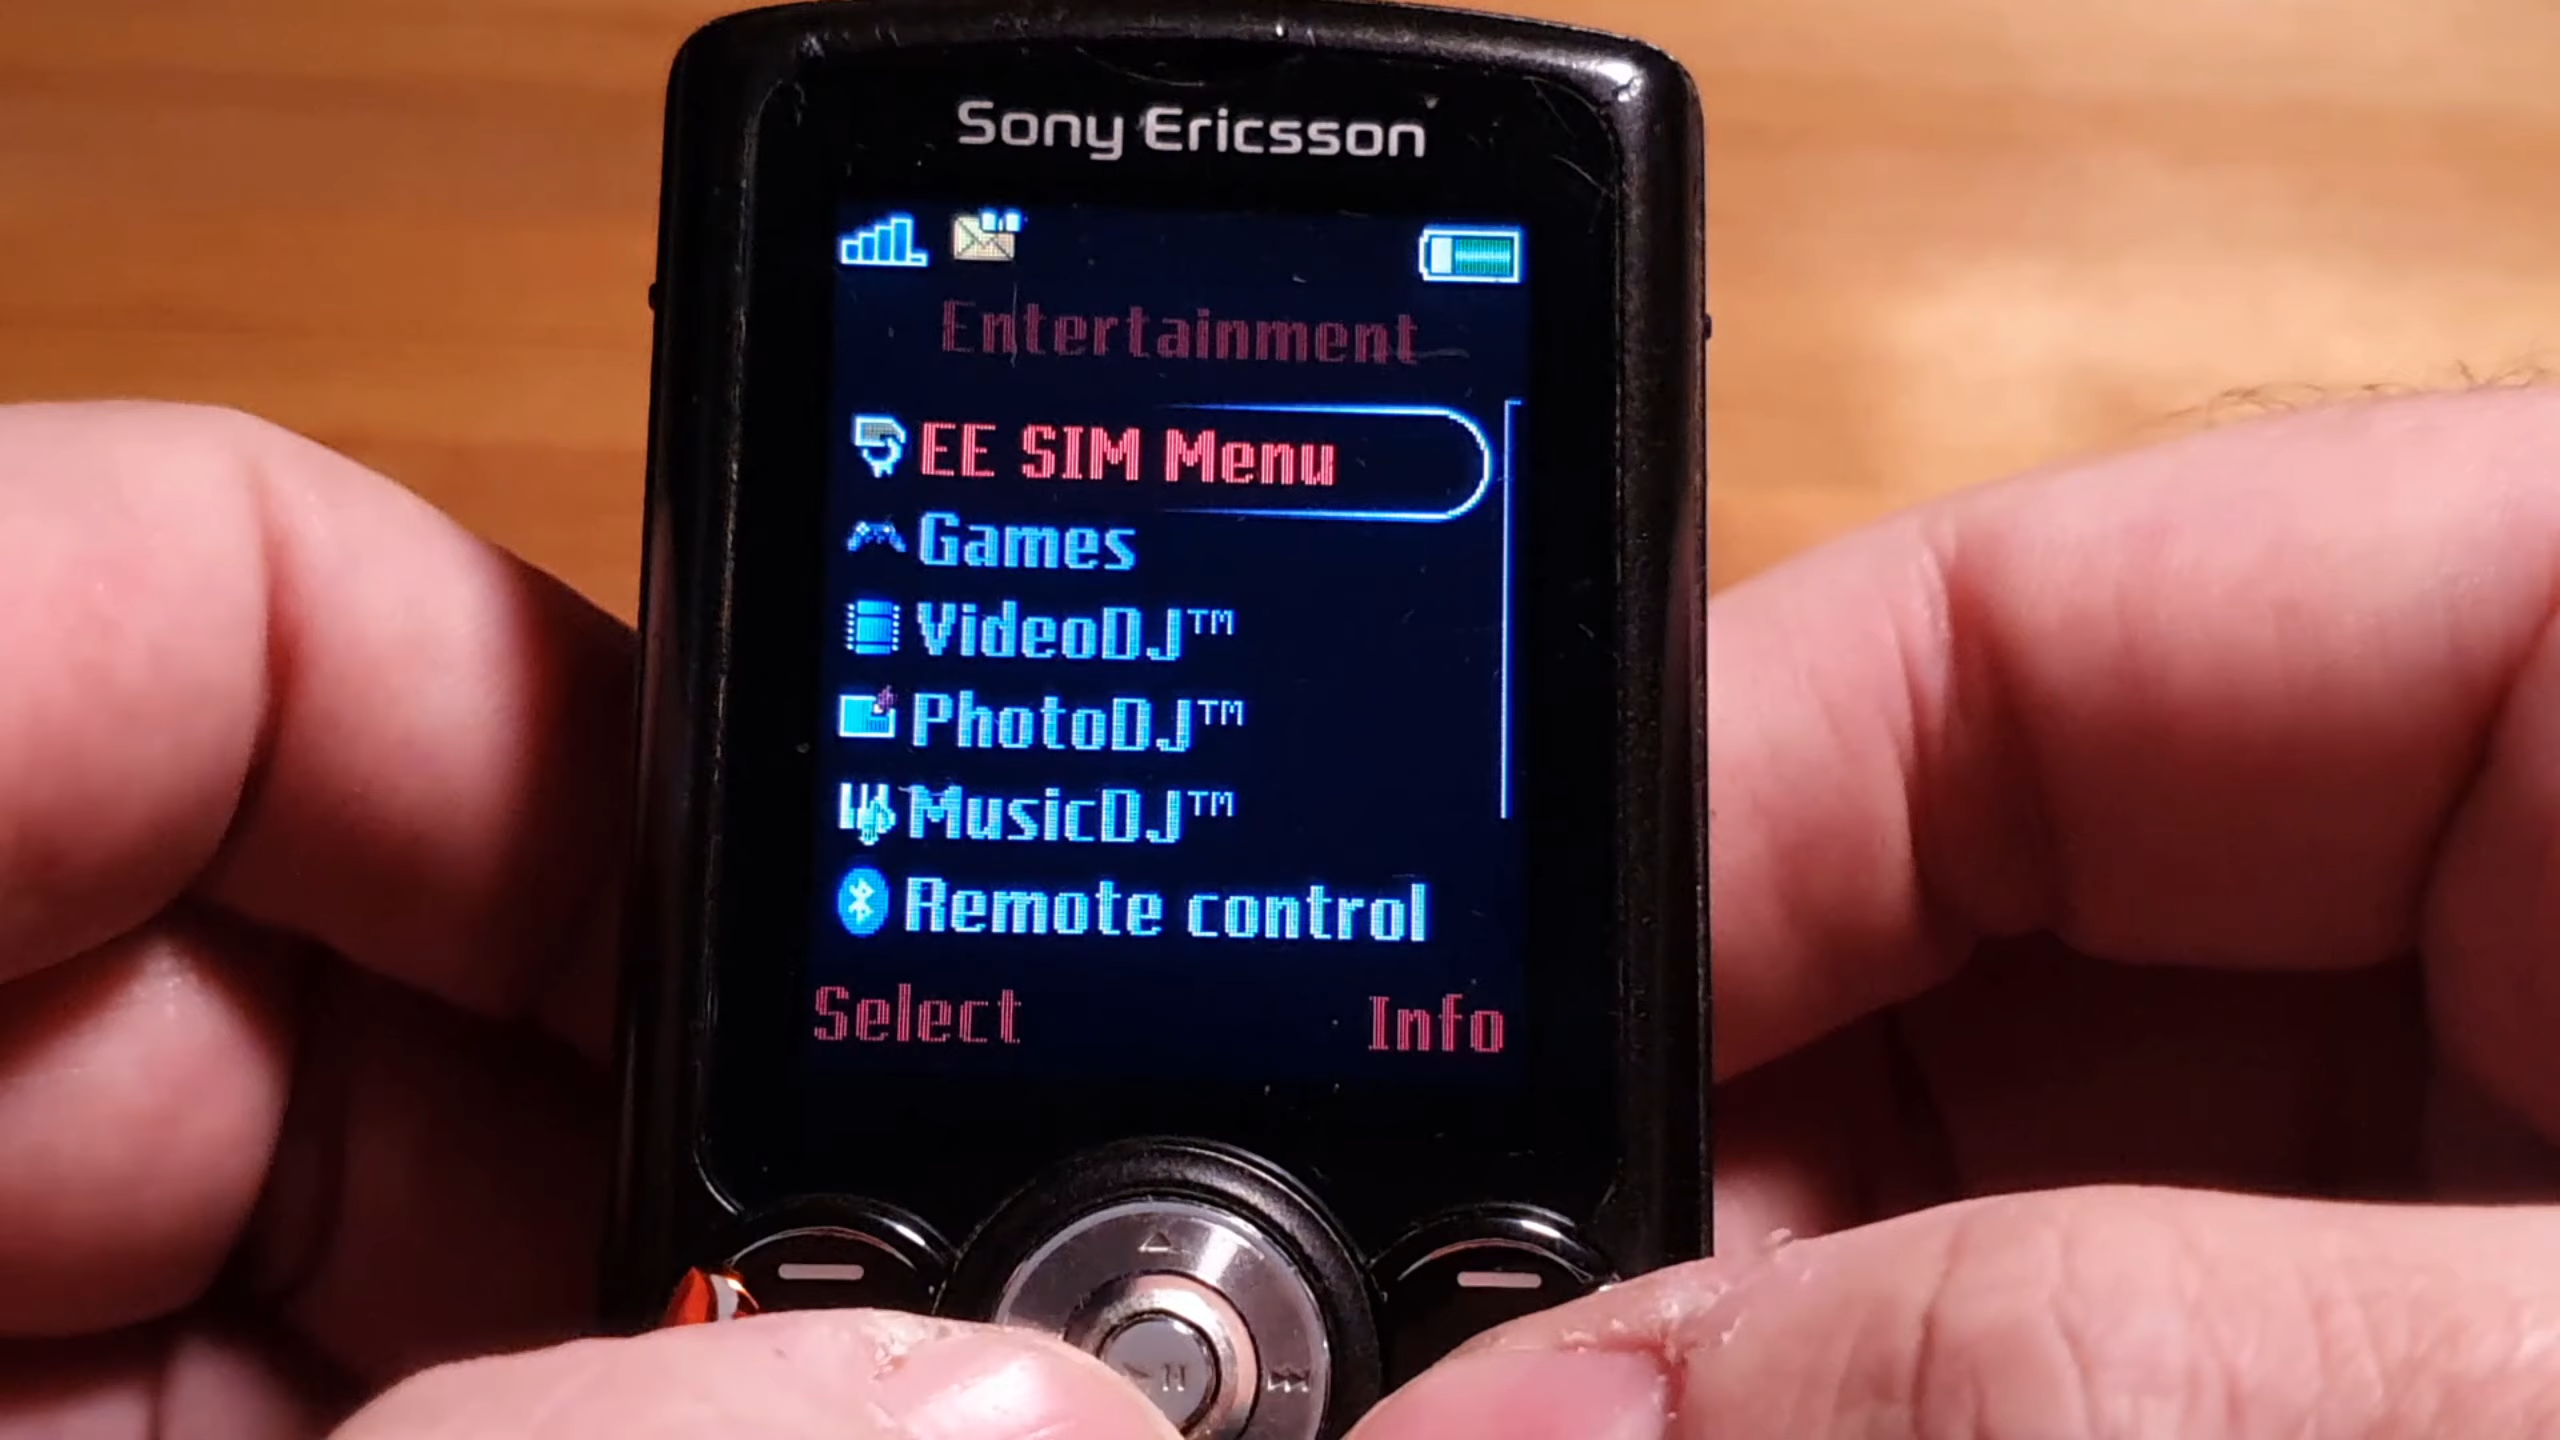 Sony Ericsson
Entertainment
EE SIM Menu
Games
VideoDJ™
PhotoDJ™
MusicDJ™
Remote control
Select
Info